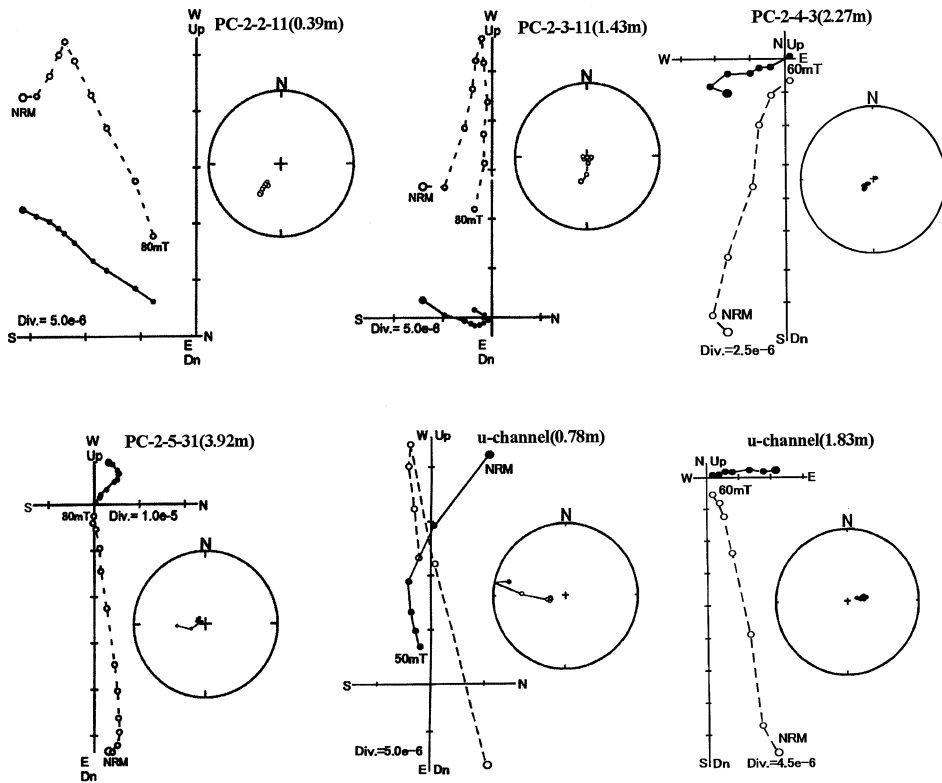 PC-2-2-11(0.39m)
W
Up
NRM
N
80mT
Div.= 5.0e-6
S
N
E
Dn
PC-2-3-11(1.43m)
W
Up
NRM
N
80mT
Div.= 5.0e-6
S
N
E
Dn
PC-2-4-3(2.27m)
N Up
W
E
60mT
N
NRM
S Dn
Div.=2.5e-6
PC-2-5-31(3.92m)
W
Up
S
N
80mT
Div.= 1.0e-5
N
E
Dn
NRM
u-channel(0.78m)
W Up
NRM
N
50mT
S
N
Div.=5.0e-6
E Dn
u-channel(1.83m)
N Up
W
E
60mT
N
NRM
S Dn
Div.=4.5e-6